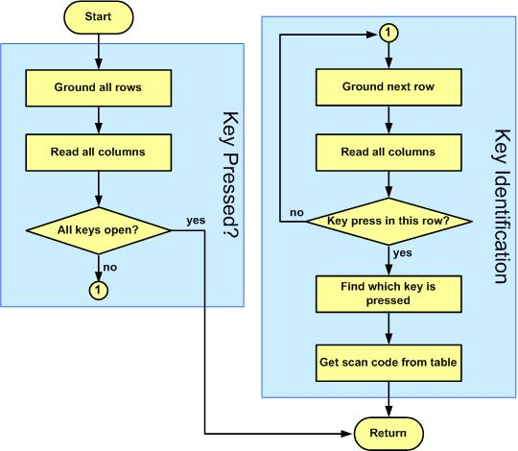 Start
Ground all rows
Read all columns
All keys open?
yes
no
1
Key Pressed?
1
Ground next row
Read all columns
Key press in this row?
no
yes
Find which key is
pressed
Get scan code from table
Key Identification
Return